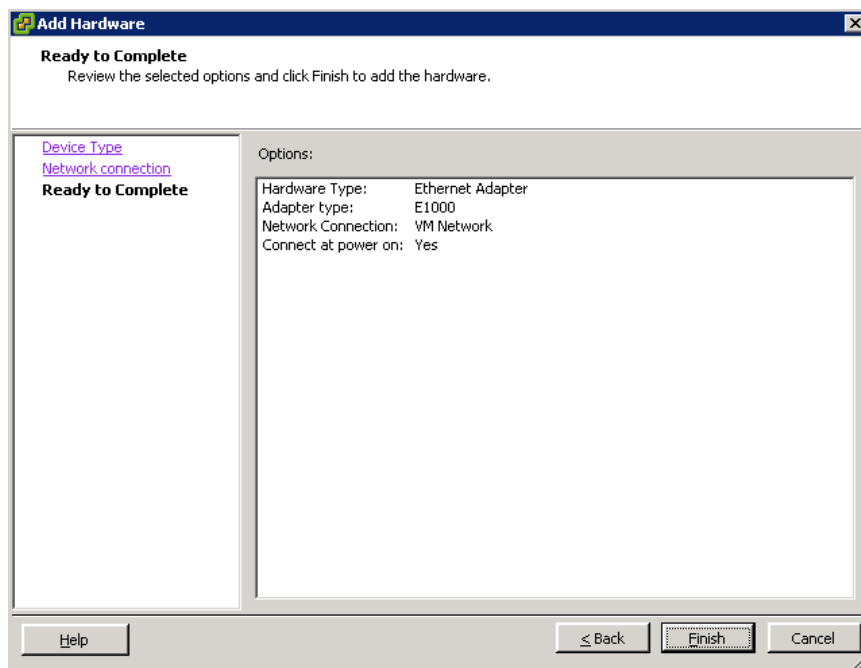 Add Hardware
Ready to Complete
Review the selected options and click Finish to add the hardware.
Device Type
Network connection
Ready to Complete
Options:
Hardware Type: Ethernet Adapter
Adapter type: E1000
Network Connection: VM Network
Connect at power on: Yes
Help
< Back
Finish
Cancel